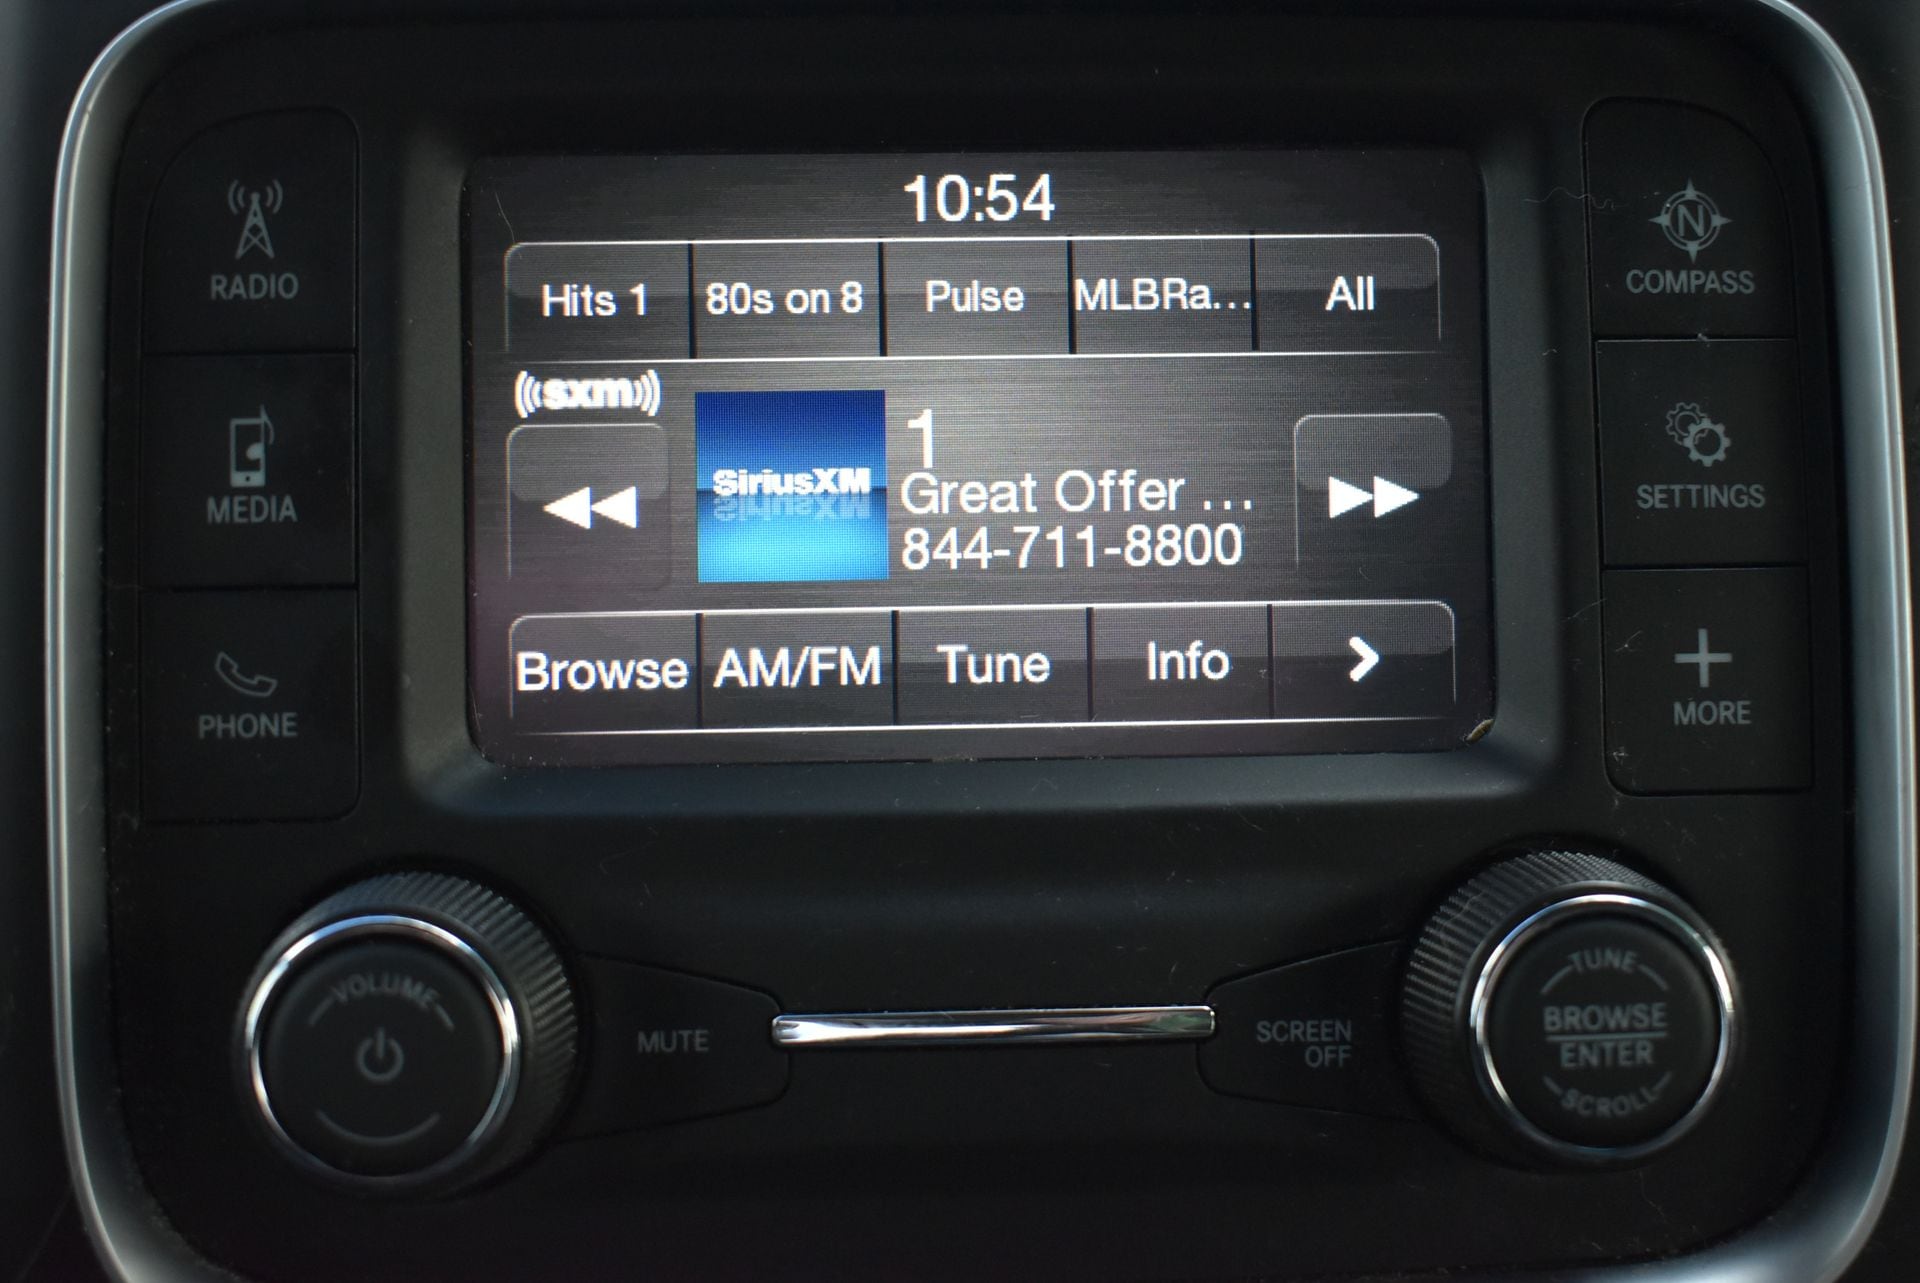 10:54
Hits 1 80s on 8 Pulse MLBRa... All
((sxm))
1
SiriusXM
Great Offer ...
844-711-8800
Browse AM/FM Tune Info >
RADIO
MEDIA
PHONE
N
COMPASS
SETTINGS
MORE
VOLUME
MUTE
SCREEN
OFF
TUNE
BROWSE
ENTER
SCROLL